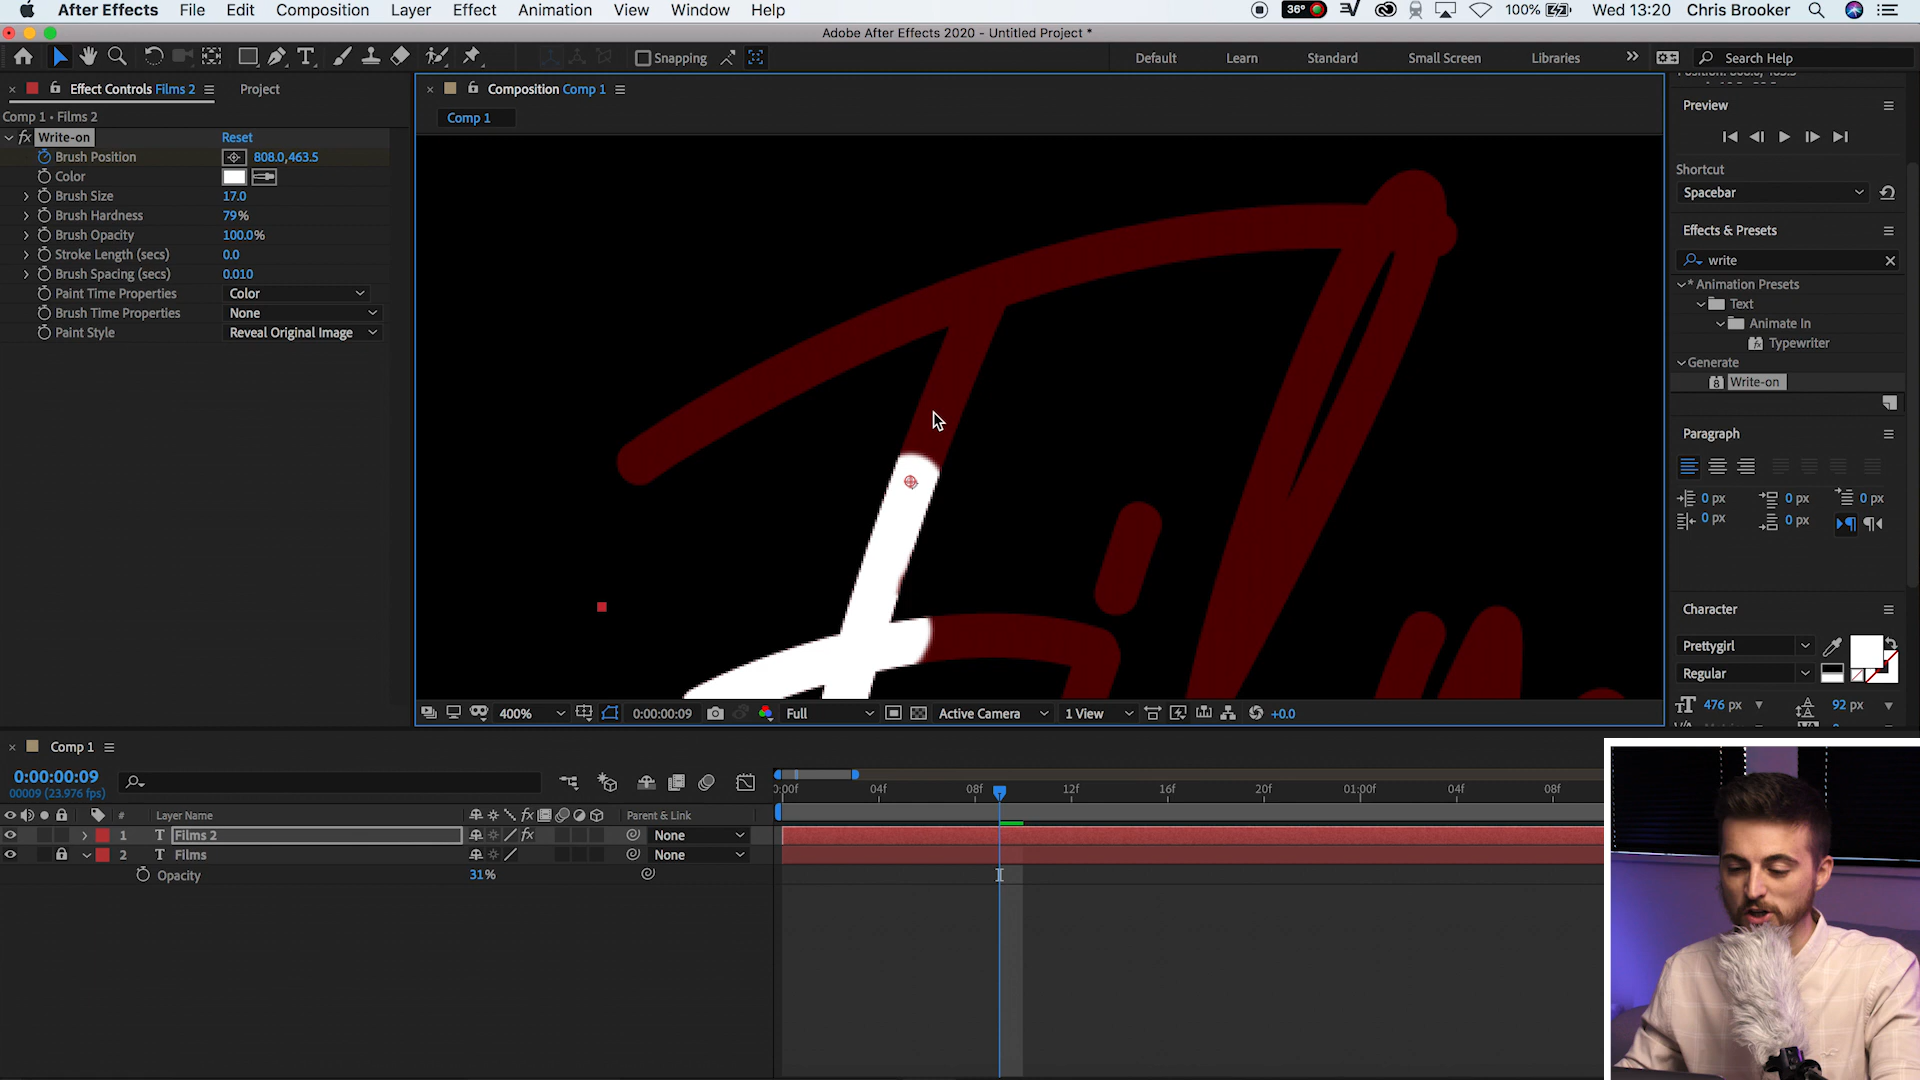 After Effects File Edit Composition Layer Effect Animation View Window Help 36° 100% Wed 13:20 Chris Brooker
Adobe After Effects 2020 - Untitled Project *
Snapping Default Learn Standard Small Screen Libraries Search Help
Effect Controls Films 2 Project
Comp 1 • Films 2
fx Write-on Reset
Brush Position 808.0,463.5
Color
Brush Size 17.0
Brush Hardness 79%
Brush Opacity 100.0%
Stroke Length (secs) 0.0
Brush Spacing (secs) 0.010
Paint Time Properties Color
Brush Time Properties None
Paint Style Reveal Original Image
Composition Comp 1
Comp 1
400% 0:00:00:09 Full Active Camera 1 View +0.0
Preview
Shortcut
Spacebar
Effects & Presets
write
* Animation Presets
Text
Animate In
Typewriter
Generate
Write-on
Paragraph
0 px 0 px 0 px
0 px 0 px
Character
Prettygirl
Regular
476 px 92 px
Comp 1
0:00:00:09
00009 (23.976 fps)
0:00f 04f 08f 12f 16f 20f 01:00f 04f 08f
# Layer Name fx Parent & Link
1 T Films 2 fx None
2 T Films None
Opacity 31%